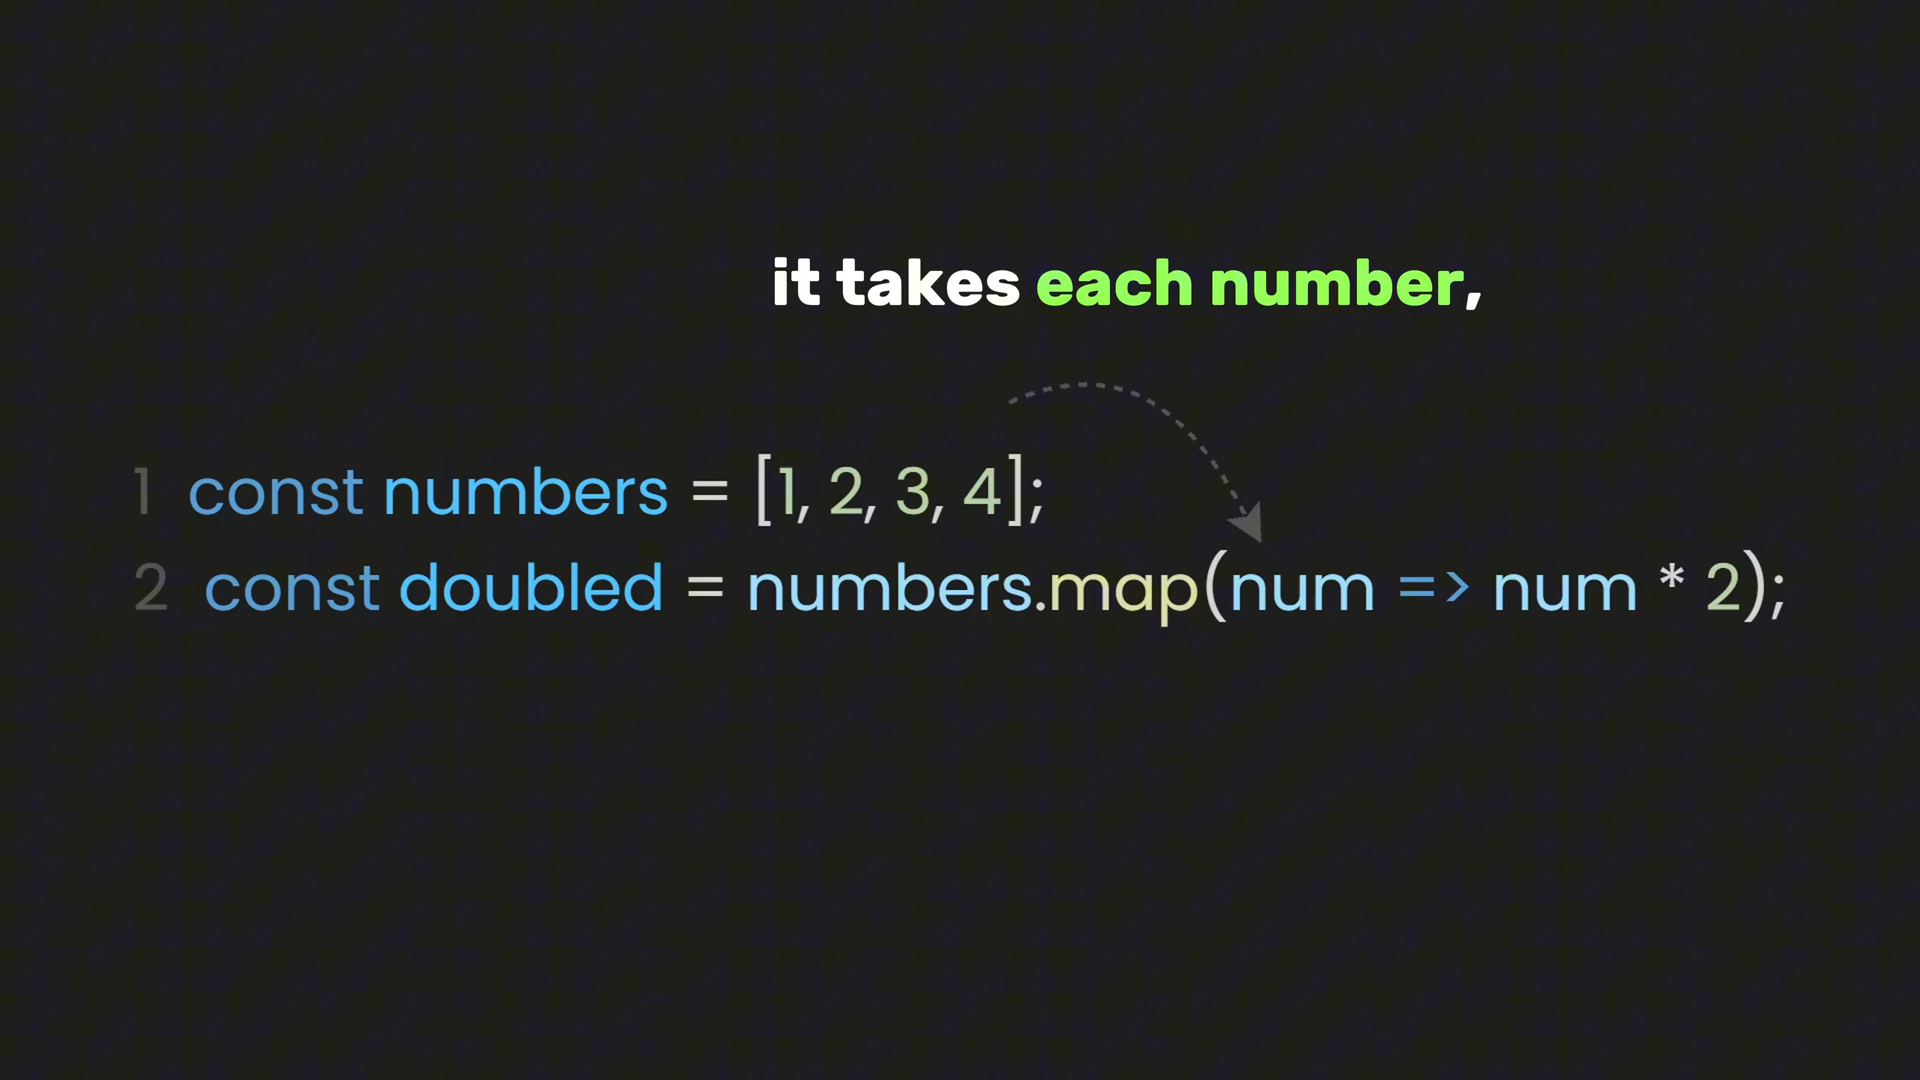 it takes each number,
1 const numbers = [1, 2, 3, 4];
2 const doubled = numbers.map(num => num * 2);